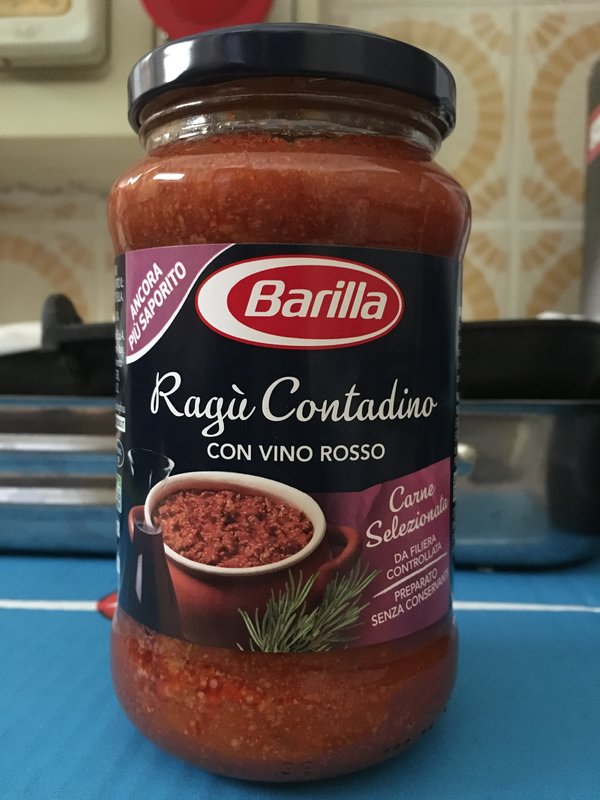 ANCORA
PIÙ SAPORITO
Barilla
Ragù Contadino
CON VINO ROSSO
Carne
Selezionata
DA FILIERA
CONTROLLATA
PREPARATO
SENZA CONSERVANTI